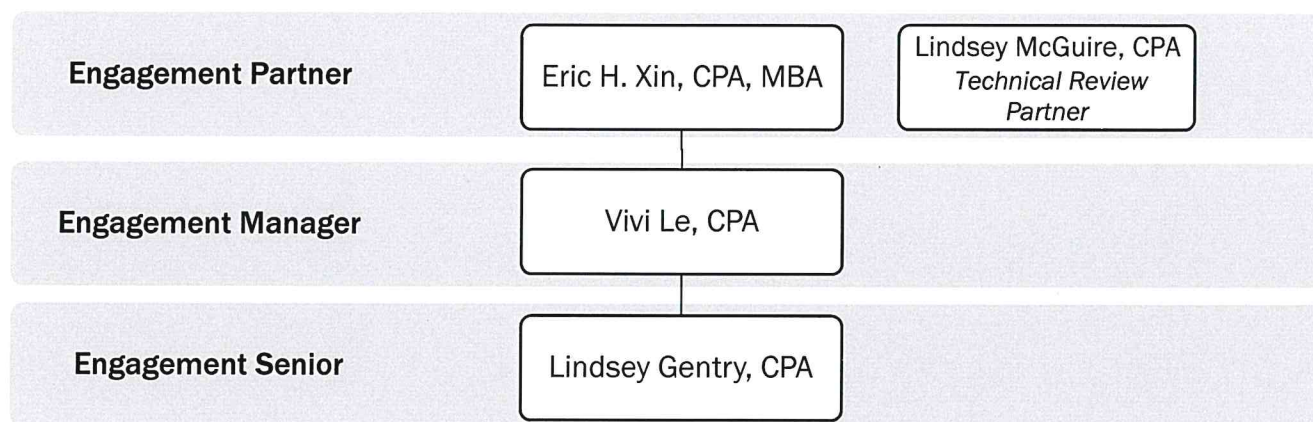 Engagement Partner
Eric H. Xin, CPA, MBA
Lindsey McGuire, CPA
Technical Review
Partner
Engagement Manager
Vivi Le, CPA
Engagement Senior
Lindsey Gentry, CPA